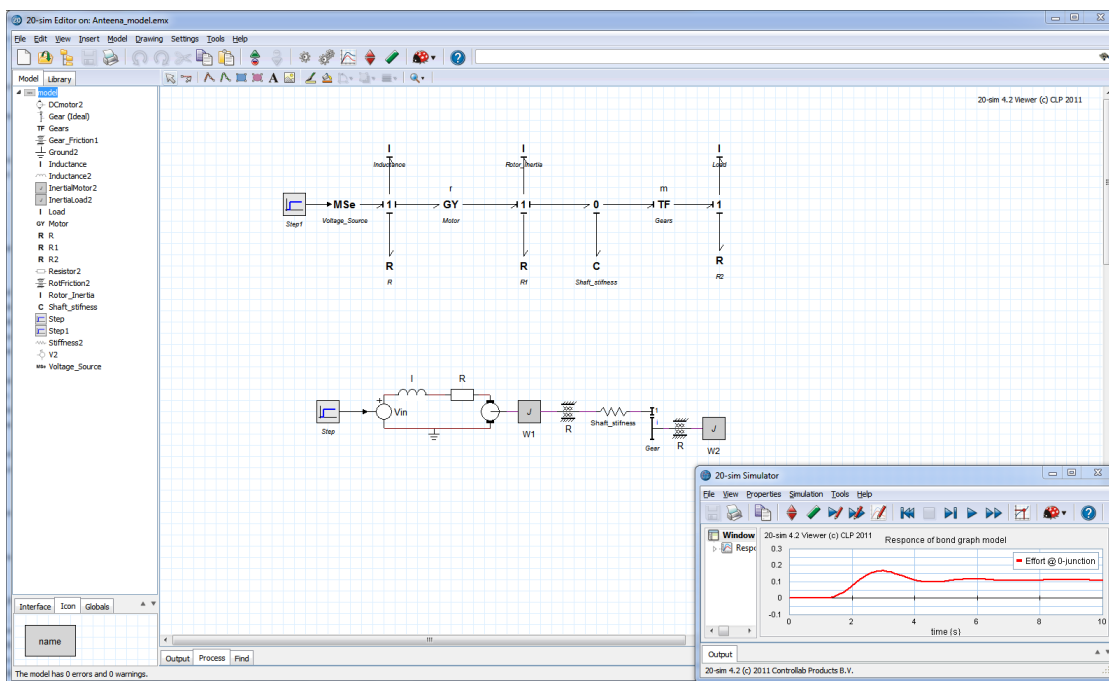 20-sim Editor on: Anteena_model.emx
File Edit View Insert Model Drawing Settings Tools Help
Model Library
model
DCmotor2
Gear (Ideal)
TF Gears
Gear_Friction1
Ground2
I Inductance
Inductance2
J InertialMotor2
J InertiaLoad2
I Load
GY Motor
R R
R R1
R R2
Resistor2
RotFriction2
I Rotor_Inertia
C Shaft_stifness
Step
Step1
Stiffness2
V2
MSe Voltage_Source
Interface Icon Globals
name
The model has 0 errors and 0 warnings.
20-sim 4.2 Viewer (c) CLP 2011
I I I
Inductance Rotor_Inertia Load
r m
MSe 1 GY 1 0 TF 1
Step1 Voltage_Source Motor Gears
R R C R
R R1 Shaft_stifness R2
I R
+
Vin J Shaft_stifness 1
i J
Step W1 R Gear R W2
Output Process Find
20-sim Simulator
File View Properties Simulation Tools Help
Window
Respo
20-sim 4.2 Viewer (c) CLP 2011
Responce of bond graph model
Effort @ 0-junction
0.3
0.2
0.1
0
-0.1
0 2 4 6 8 10
time {s}
Output
20-sim 4.2 (c) 2011 Controllab Products B.V.